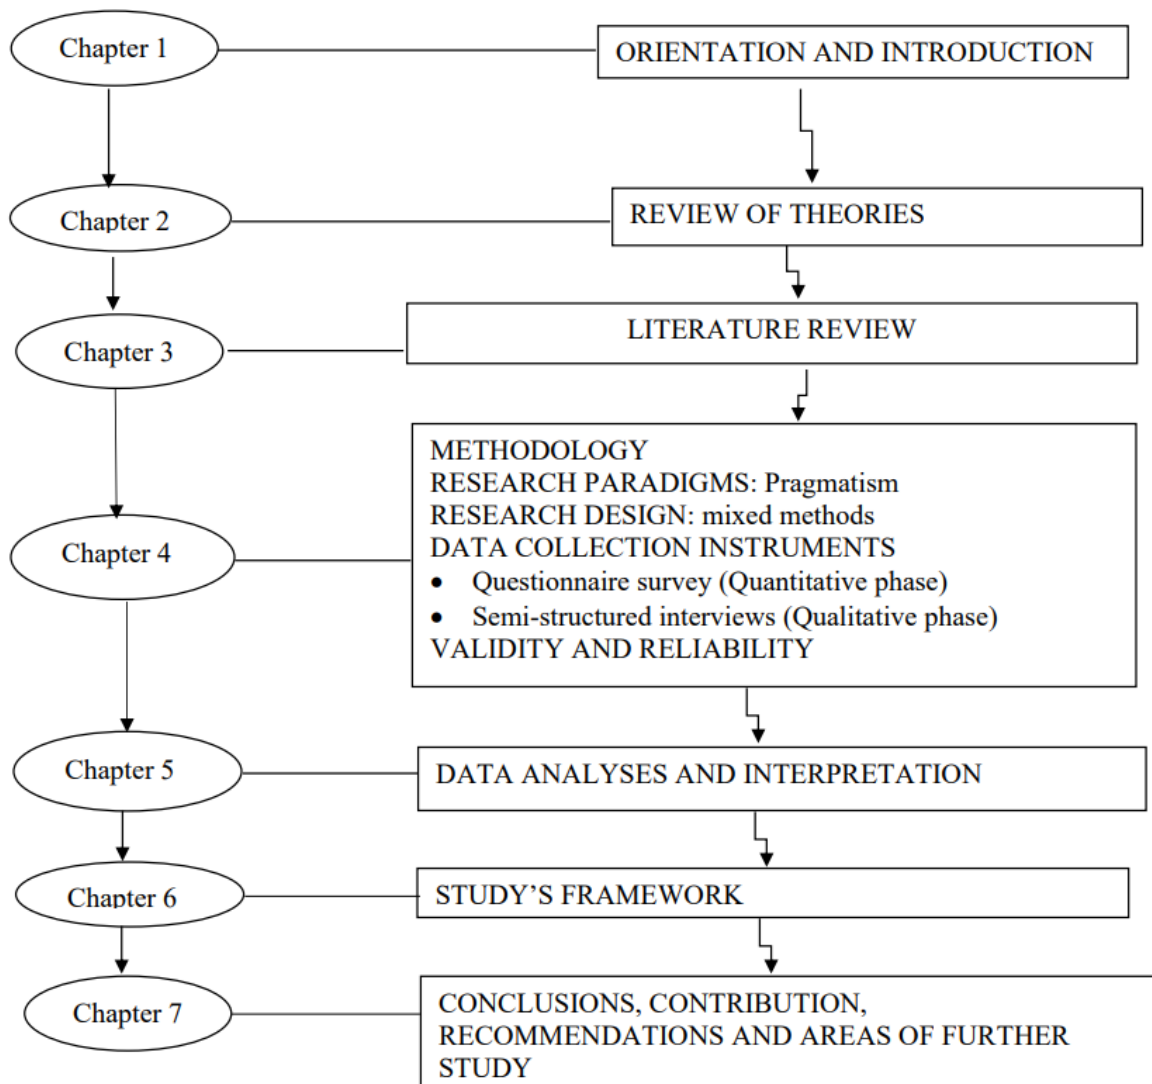 Chapter 1
ORIENTATION AND INTRODUCTION
Chapter 2
REVIEW OF THEORIES
Chapter 3
LITERATURE REVIEW
Chapter 4
METHODOLOGY
RESEARCH PARADIGMS: Pragmatism
RESEARCH DESIGN: mixed methods
DATA COLLECTION INSTRUMENTS
• Questionnaire survey (Quantitative phase)
• Semi-structured interviews (Qualitative phase)
VALIDITY AND RELIABILITY
Chapter 5
DATA ANALYSES AND INTERPRETATION
Chapter 6
STUDY'S FRAMEWORK
Chapter 7
CONCLUSIONS, CONTRIBUTION,
RECOMMENDATIONS AND AREAS OF FURTHER
STUDY